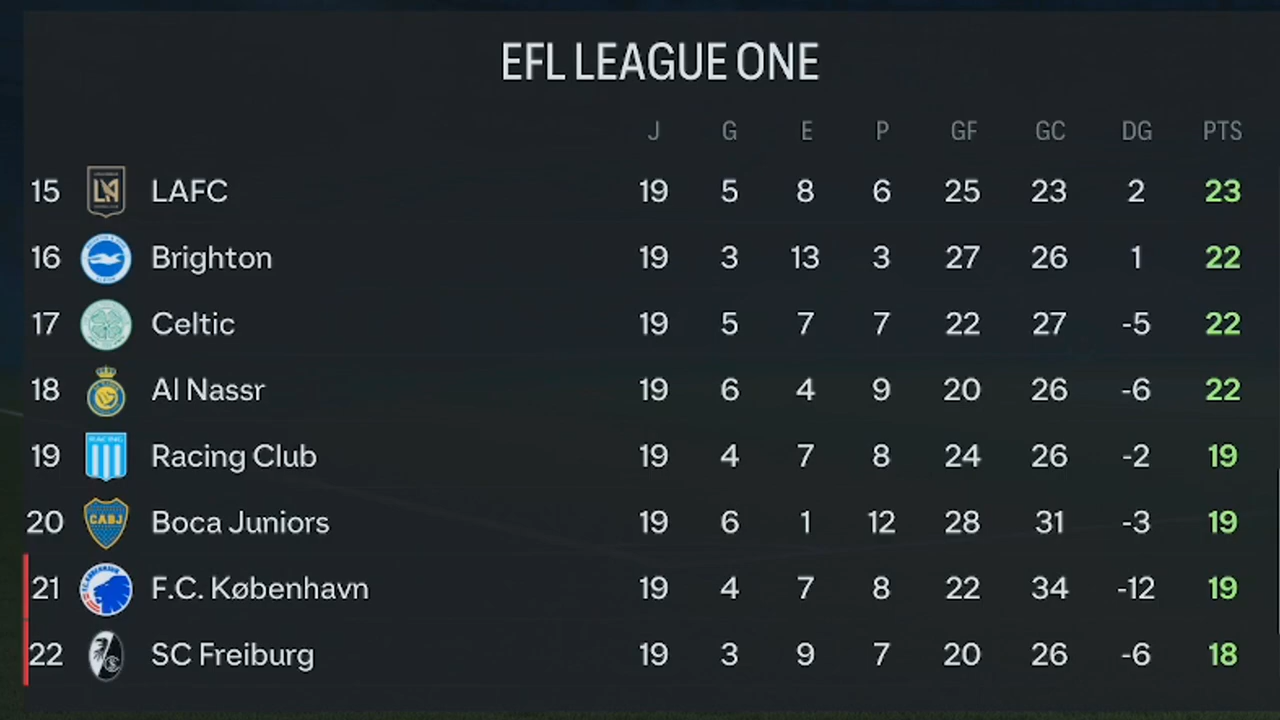 EFL LEAGUE ONE
J G E P GF GC DG PTS
15 LAFC 19 5 8 6 25 23 2 23
16 Brighton 19 3 13 3 27 26 1 22
17 Celtic 19 5 7 7 22 27 -5 22
18 Al Nassr 19 6 4 9 20 26 -6 22
19 RACING Racing Club 19 4 7 8 24 26 -2 19
20 CABJ Boca Juniors 19 6 1 12 28 31 -3 19
21 F.C. København 19 4 7 8 22 34 -12 19
22 SC Freiburg 19 3 9 7 20 26 -6 18